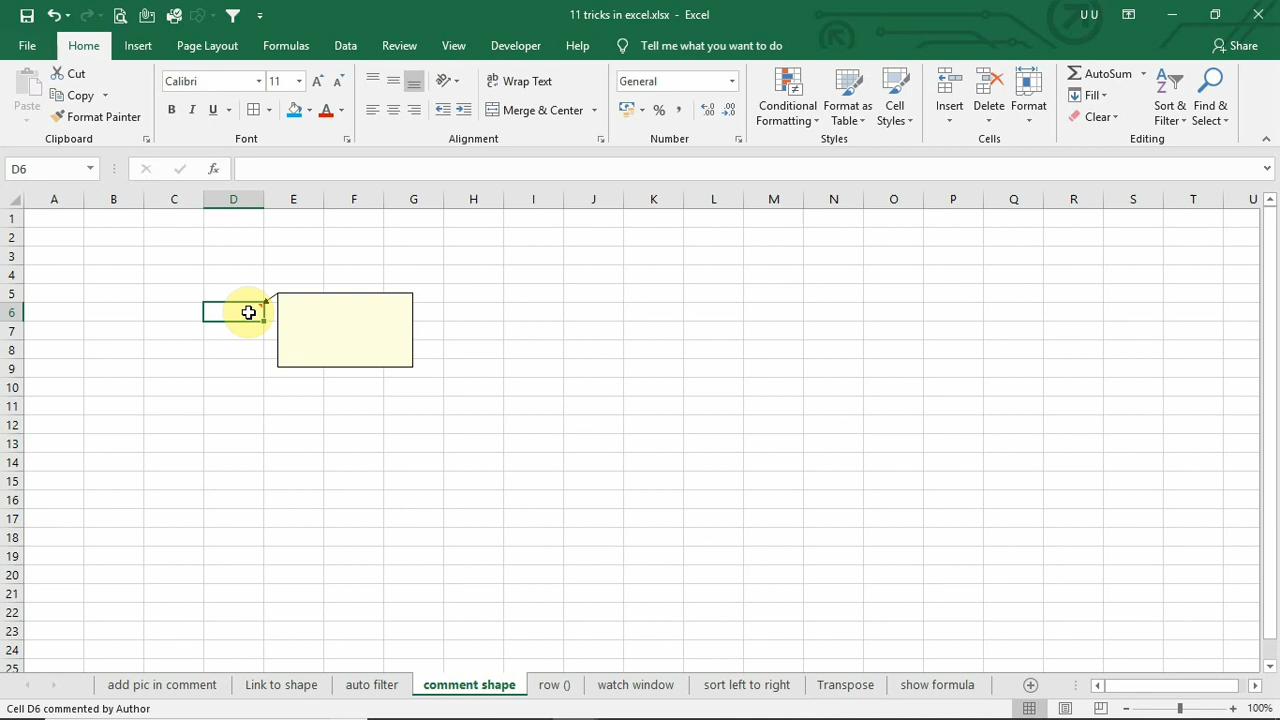 11 tricks in excel.xlsx - Excel
U U
File Home Insert Page Layout Formulas Data Review View Developer Help Tell me what you want to do Share
Paste
Cut
Copy
Format Painter
Clipboard
Calibri 11
B I U
Font
Wrap Text
Merge & Center
Alignment
General
%
Number
Conditional Formatting
Format as Table
Cell Styles
Styles
Insert
Delete
Format
Cells
AutoSum
Fill
Clear
Sort & Filter
Find & Select
Editing
D6
fx
A B C D E F G H I J K L M N O P Q R S T U
1
2
3
4
5
6
7
8
9
10
11
12
13
14
15
16
17
18
19
20
21
22
23
24
25
add pic in comment Link to shape auto filter comment shape row () watch window sort left to right Transpose show formula
Cell D6 commented by Author
100%